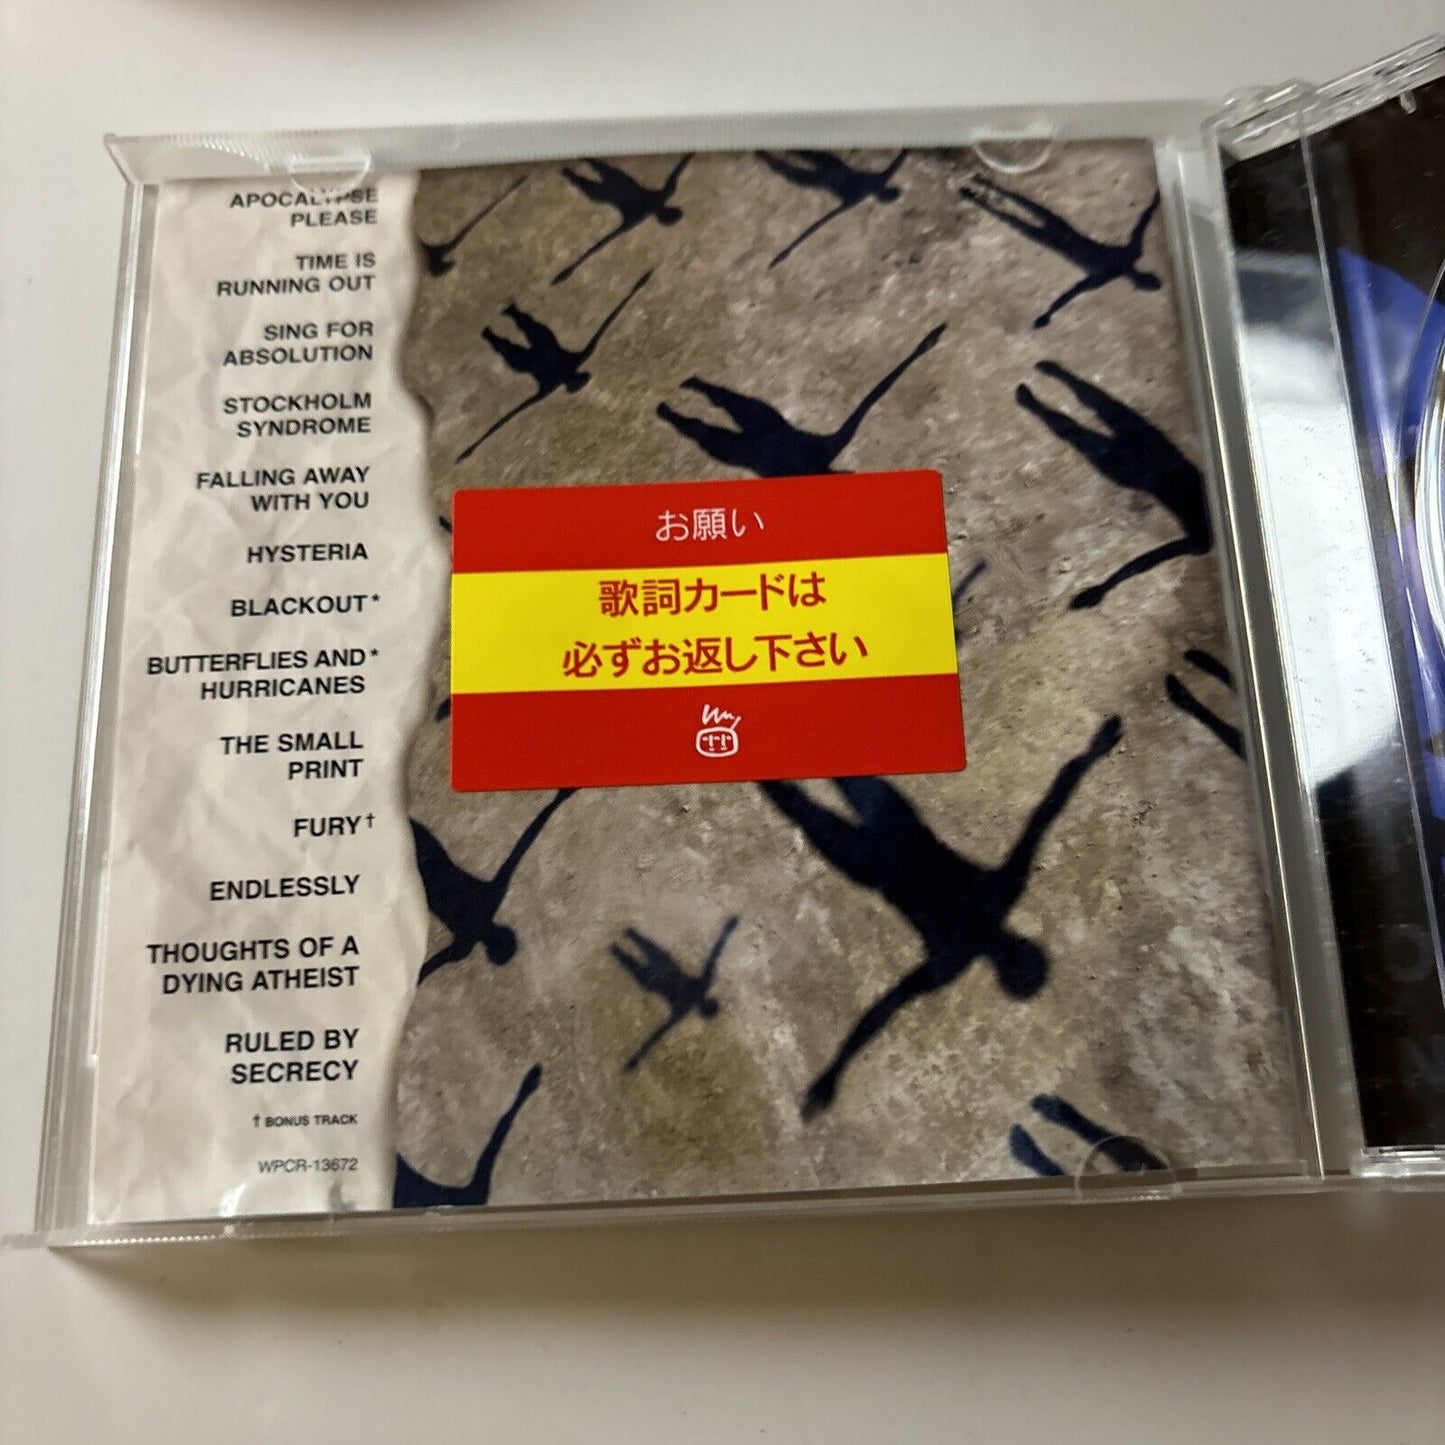 APOCALYPSE
PLEASE
TIME IS
RUNNING OUT
SING FOR
ABSOLUTION
STOCKHOLM
SYNDROME
FALLING AWAY
WITH YOU
HYSTERIA
BLACKOUT*
BUTTERFLIES AND*
HURRICANES
THE SMALL
PRINT
FURY†
ENDLESSLY
THOUGHTS OF A
DYING ATHEIST
RULED BY
SECRECY
† BONUS TRACK
WPCR-13672
お願い
歌詞カードは
必ずお返し下さい